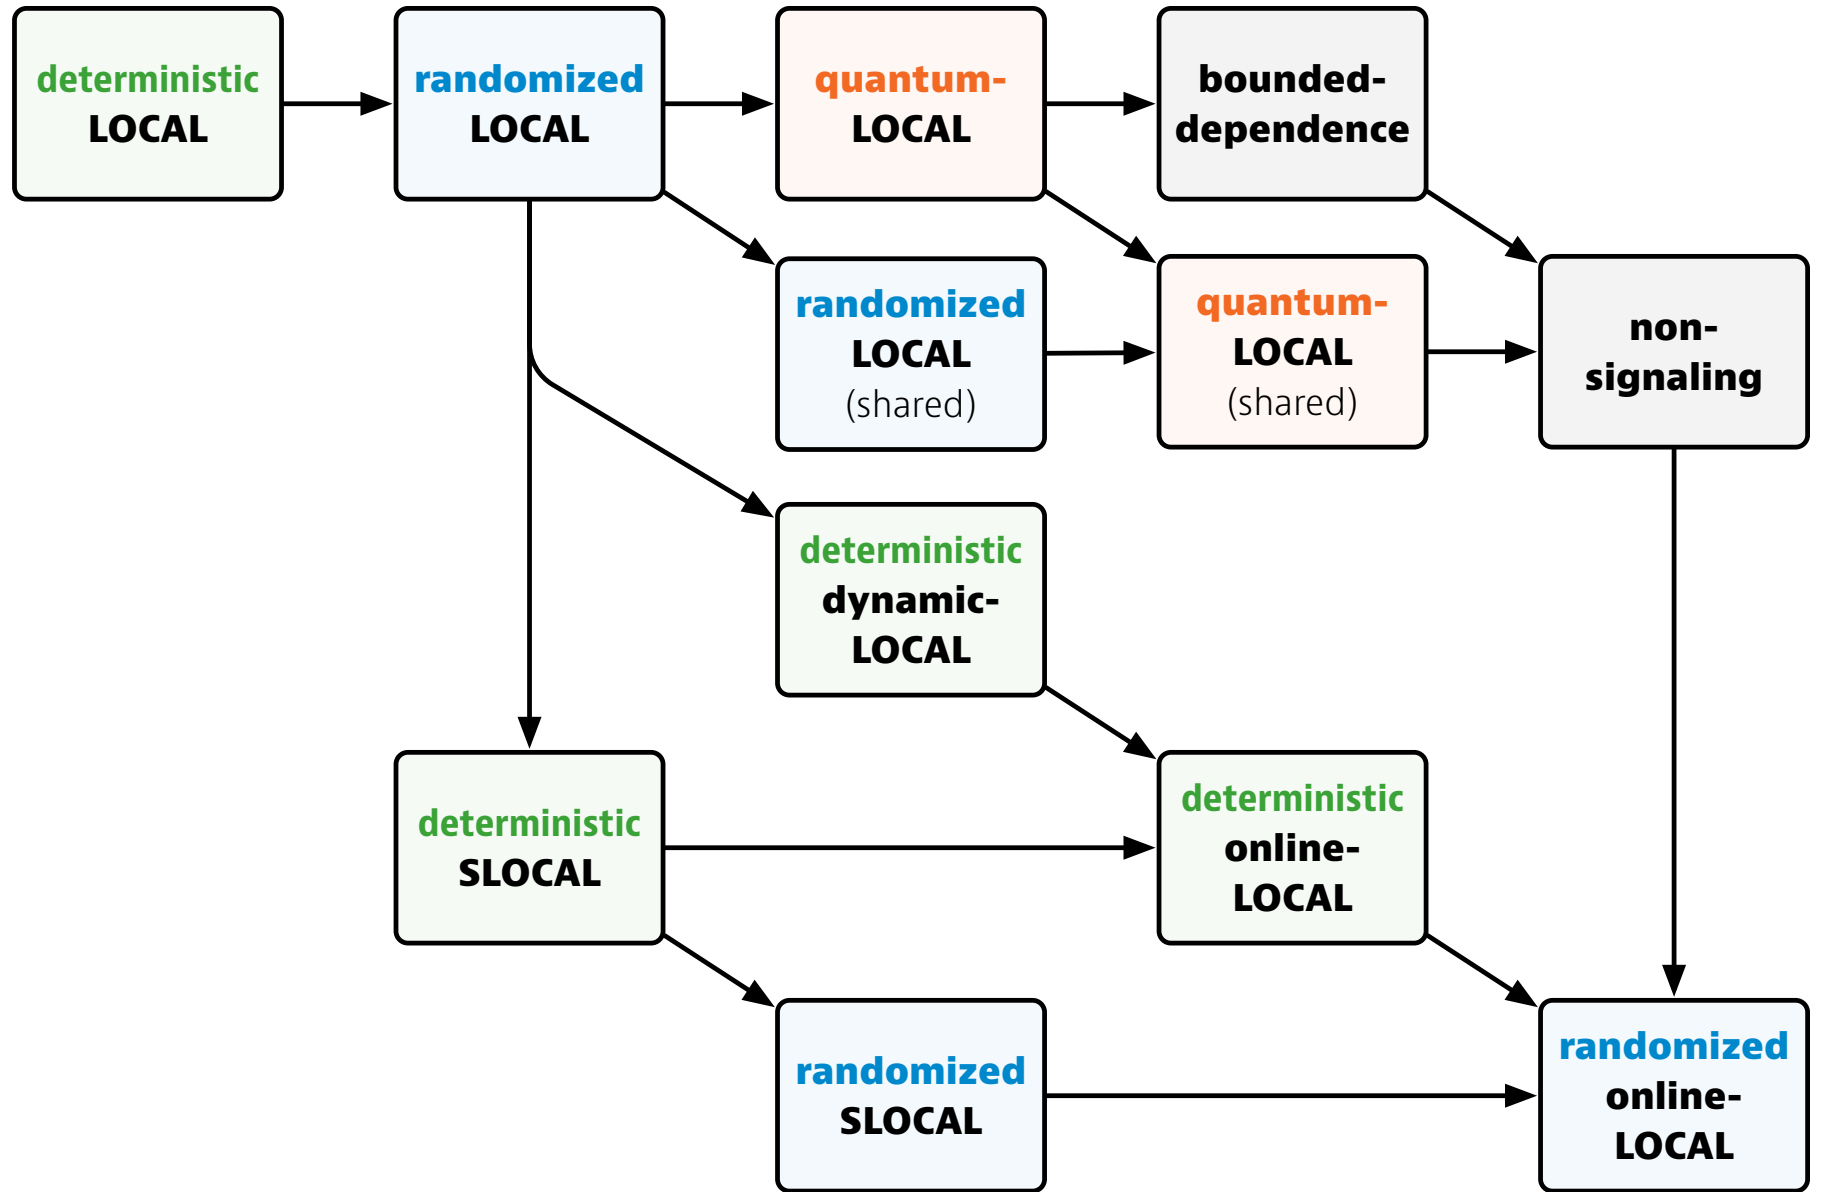 deterministic
LOCAL
randomized
LOCAL
quantum-
LOCAL
bounded-
dependence
randomized
LOCAL
(shared)
quantum-
LOCAL
(shared)
non-
signaling
deterministic
dynamic-
LOCAL
deterministic
SLOCAL
deterministic
online-
LOCAL
randomized
SLOCAL
randomized
online-
LOCAL